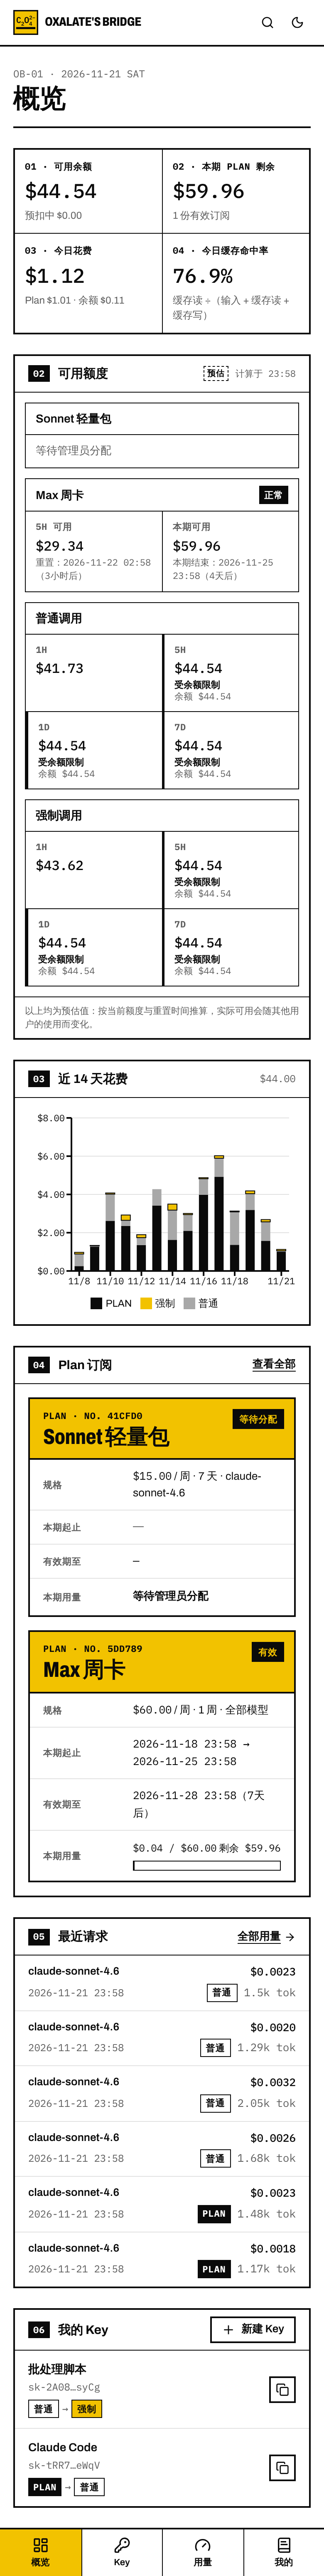 C₂O₄²⁻
OXALATE'S BRIDGE
OB-01 · 2026-11-21 SAT
概览
01 · 可用余额
$44.54
预扣中 $0.00
02 · 本期 PLAN 剩余
$59.96
1 份有效订阅
03 · 今日花费
$1.12
Plan $1.01 · 余额 $0.11
04 · 今日缓存命中率
76.9%
缓存读 ÷（输入 + 缓存读 +
缓存写）
02 可用额度 预估 计算于 23:58
Sonnet 轻量包
等待管理员分配
Max 周卡 正常
5H 可用
$29.34
重置：2026-11-22 02:58
（3小时后）
本期可用
$59.96
本期结束：2026-11-25
23:58（4天后）
普通调用
1H
$41.73
5H
$44.54
受余额限制
余额 $44.54
1D
$44.54
受余额限制
余额 $44.54
7D
$44.54
受余额限制
余额 $44.54
强制调用
1H
$43.62
5H
$44.54
受余额限制
余额 $44.54
1D
$44.54
受余额限制
余额 $44.54
7D
$44.54
受余额限制
余额 $44.54
以上均为预估值：按当前额度与重置时间推算，实际可用会随其他用
户的使用而变化。
03 近 14 天花费 $44.00
$8.00
$6.00
$4.00
$2.00
$0.00
11/8 11/10 11/12 11/14 11/16 11/18 11/21
PLAN 强制 普通
04 Plan 订阅 查看全部
PLAN · NO. 41CFD0 等待分配
Sonnet 轻量包
规格 $15.00 / 周 · 7 天 · claude-
sonnet-4.6
本期起止 —
有效期至 —
本期用量 等待管理员分配
PLAN · NO. 5DD789 有效
Max 周卡
规格 $60.00 / 周 · 1 周 · 全部模型
本期起止 2026-11-18 23:58 →
2026-11-25 23:58
有效期至 2026-11-28 23:58（7天
后）
本期用量 $0.04 / $60.00 剩余 $59.96
05 最近请求 全部用量 →
claude-sonnet-4.6 $0.0023
2026-11-21 23:58 普通 1.5k tok
claude-sonnet-4.6 $0.0020
2026-11-21 23:58 普通 1.29k tok
claude-sonnet-4.6 $0.0032
2026-11-21 23:58 普通 2.05k tok
claude-sonnet-4.6 $0.0026
2026-11-21 23:58 普通 1.68k tok
claude-sonnet-4.6 $0.0023
2026-11-21 23:58 PLAN 1.48k tok
claude-sonnet-4.6 $0.0018
2026-11-21 23:58 PLAN 1.17k tok
06 我的 Key + 新建 Key
批处理脚本
sk-2A08…syCg
普通 → 强制
Claude Code
sk-tRR7…eWqV
PLAN → 普通
概览 Key 用量 我的